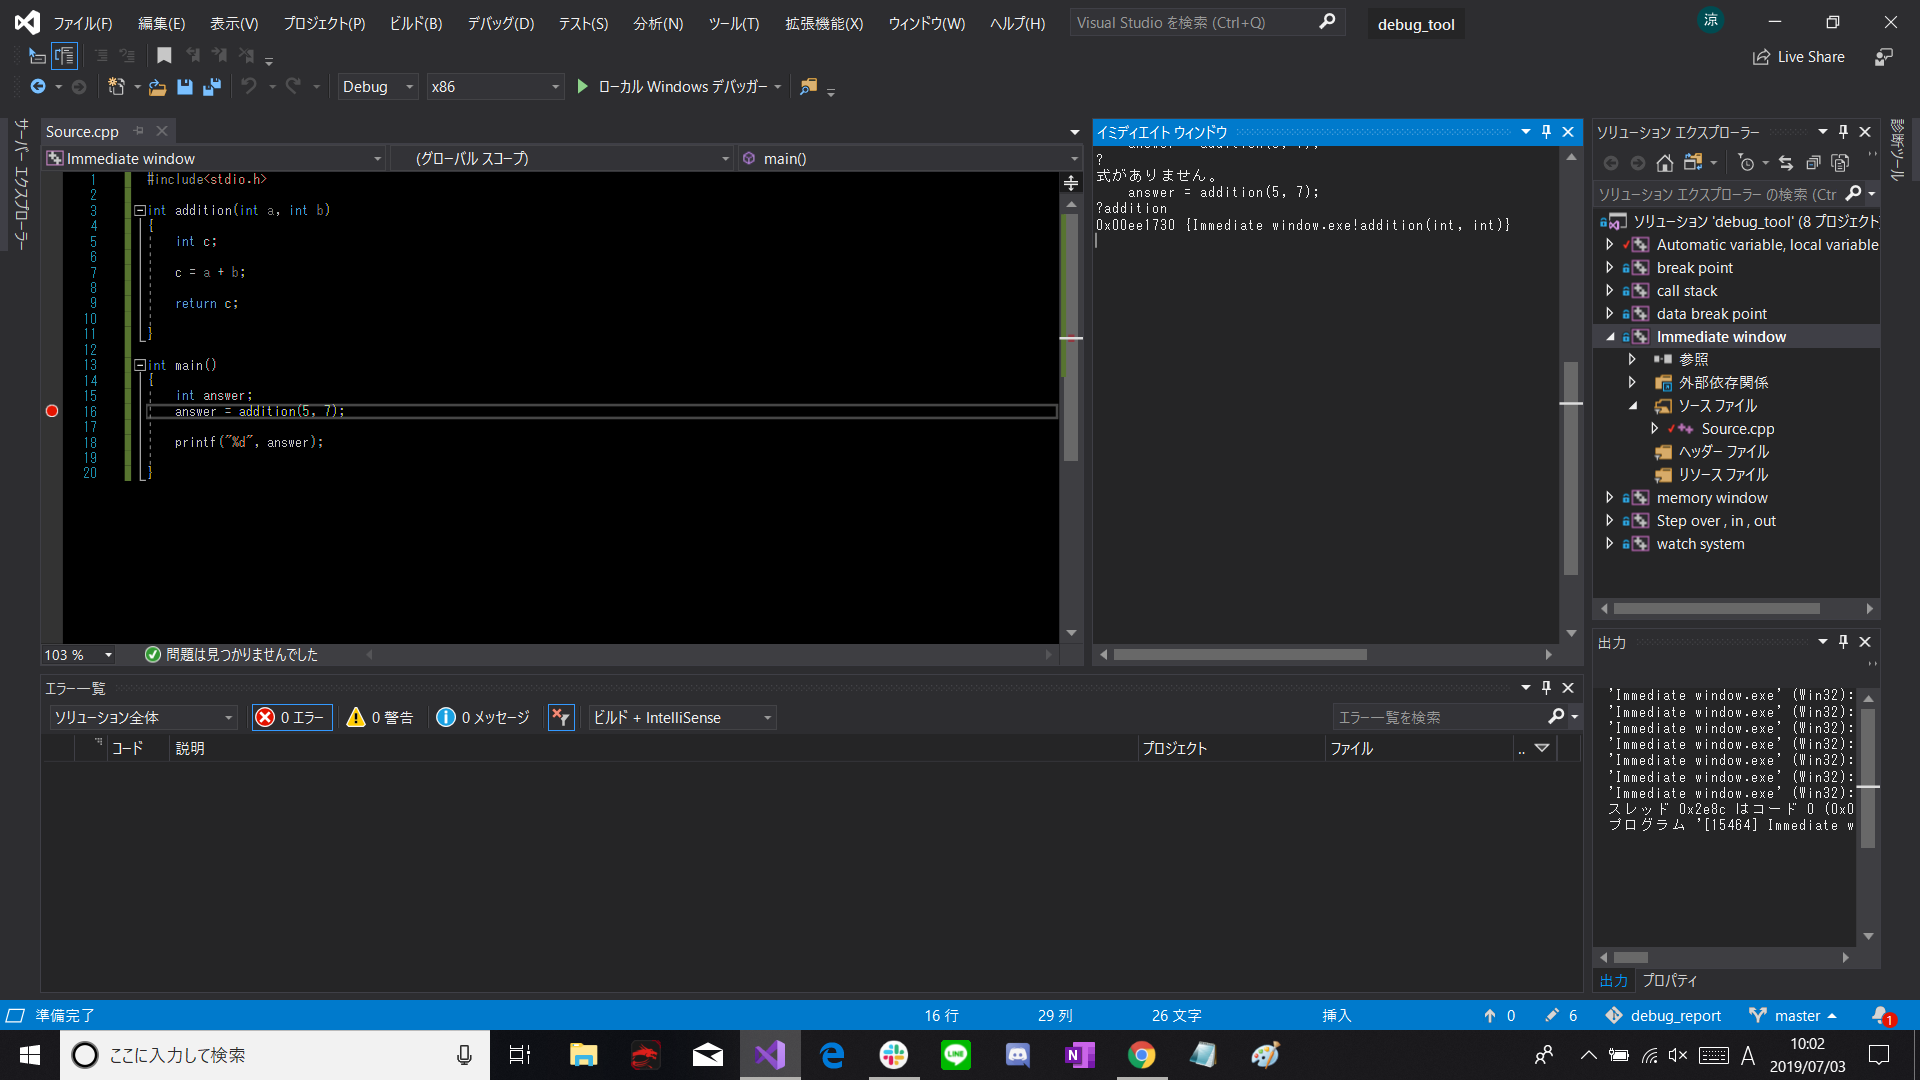 ファイル(F) 編集(E) 表示(V) プロジェクト(P) ビルド(B) デバッグ(D) テスト(S) 分析(N) ツール(T) 拡張機能(X) ウィンドウ(W) ヘルプ(H) Visual Studio を検索 (Ctrl+Q) debug_tool 涼
Live Share
Debug x86 ローカル Windows デバッガー
サーバー エクスプローラー
Source.cpp
Immediate window (グローバル スコープ) main()
1 #include<stdio.h>
2
3 int addition(int a, int b)
4 {
5 int c;
6
7 c = a + b;
8
9 return c;
10
11 }
12
13 int main()
14 {
15 int answer;
16 answer = addition(5, 7);
17
18 printf("%d", answer);
19
20 }
103 % 問題は見つかりませんでした
イミディエイト ウィンドウ
answer = addition(5, 7);
?
式がありません。
answer = addition(5, 7);
?addition
0x00ee1730 {Immediate window.exe!addition(int, int)}
ソリューション エクスプローラー
ソリューション エクスプローラー の検索 (Ctr
ソリューション 'debug_tool' (8 プロジェクト
Automatic variable, local variable
break point
call stack
data break point
Immediate window
参照
外部依存関係
ソース ファイル
Source.cpp
ヘッダー ファイル
リソース ファイル
memory window
Step over , in , out
watch system
診断ツール
エラー一覧
ソリューション全体 0 エラー 0 警告 0 メッセージ ビルド + IntelliSense エラー一覧を検索
コード 説明 プロジェクト ファイル ..
出力
'Immediate window.exe' (Win32):
'Immediate window.exe' (Win32):
'Immediate window.exe' (Win32):
'Immediate window.exe' (Win32):
'Immediate window.exe' (Win32):
'Immediate window.exe' (Win32):
'Immediate window.exe' (Win32):
スレッド 0x2e8c はコード 0 (0x0
プログラム '[15464] Immediate w
出力 プロパティ
準備完了 16 行 29 列 26 文字 挿入 0 6 debug_report master 1
ここに入力して検索 LINE N A 10:02
2019/07/03